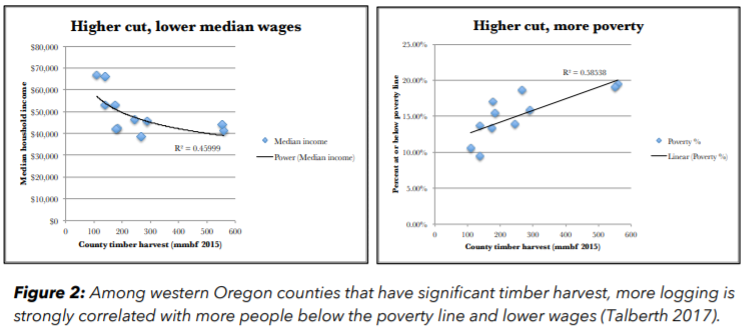 Higher cut, lower median wages
$80,000
$70,000
$60,000
$50,000
$40,000
$30,000
$20,000
$10,000
$0
Median houshold income
0 100 200 300 400 500 600
County timber harvest (mmbf 2015)
R² = 0.45999
Median income
Power (Median income)
Higher cut, more poverty
25.00%
20.00%
15.00%
10.00%
5.00%
0.00%
Percent at or below poverty line
0 100 200 300 400 500 600
County timber harvest (mmbf 2015)
R² = 0.58538
Poverty %
Linear (Poverty %)
Figure 2: Among western Oregon counties that have significant timber harvest, more logging is
strongly correlated with more people below the poverty line and lower wages (Talberth 2017).